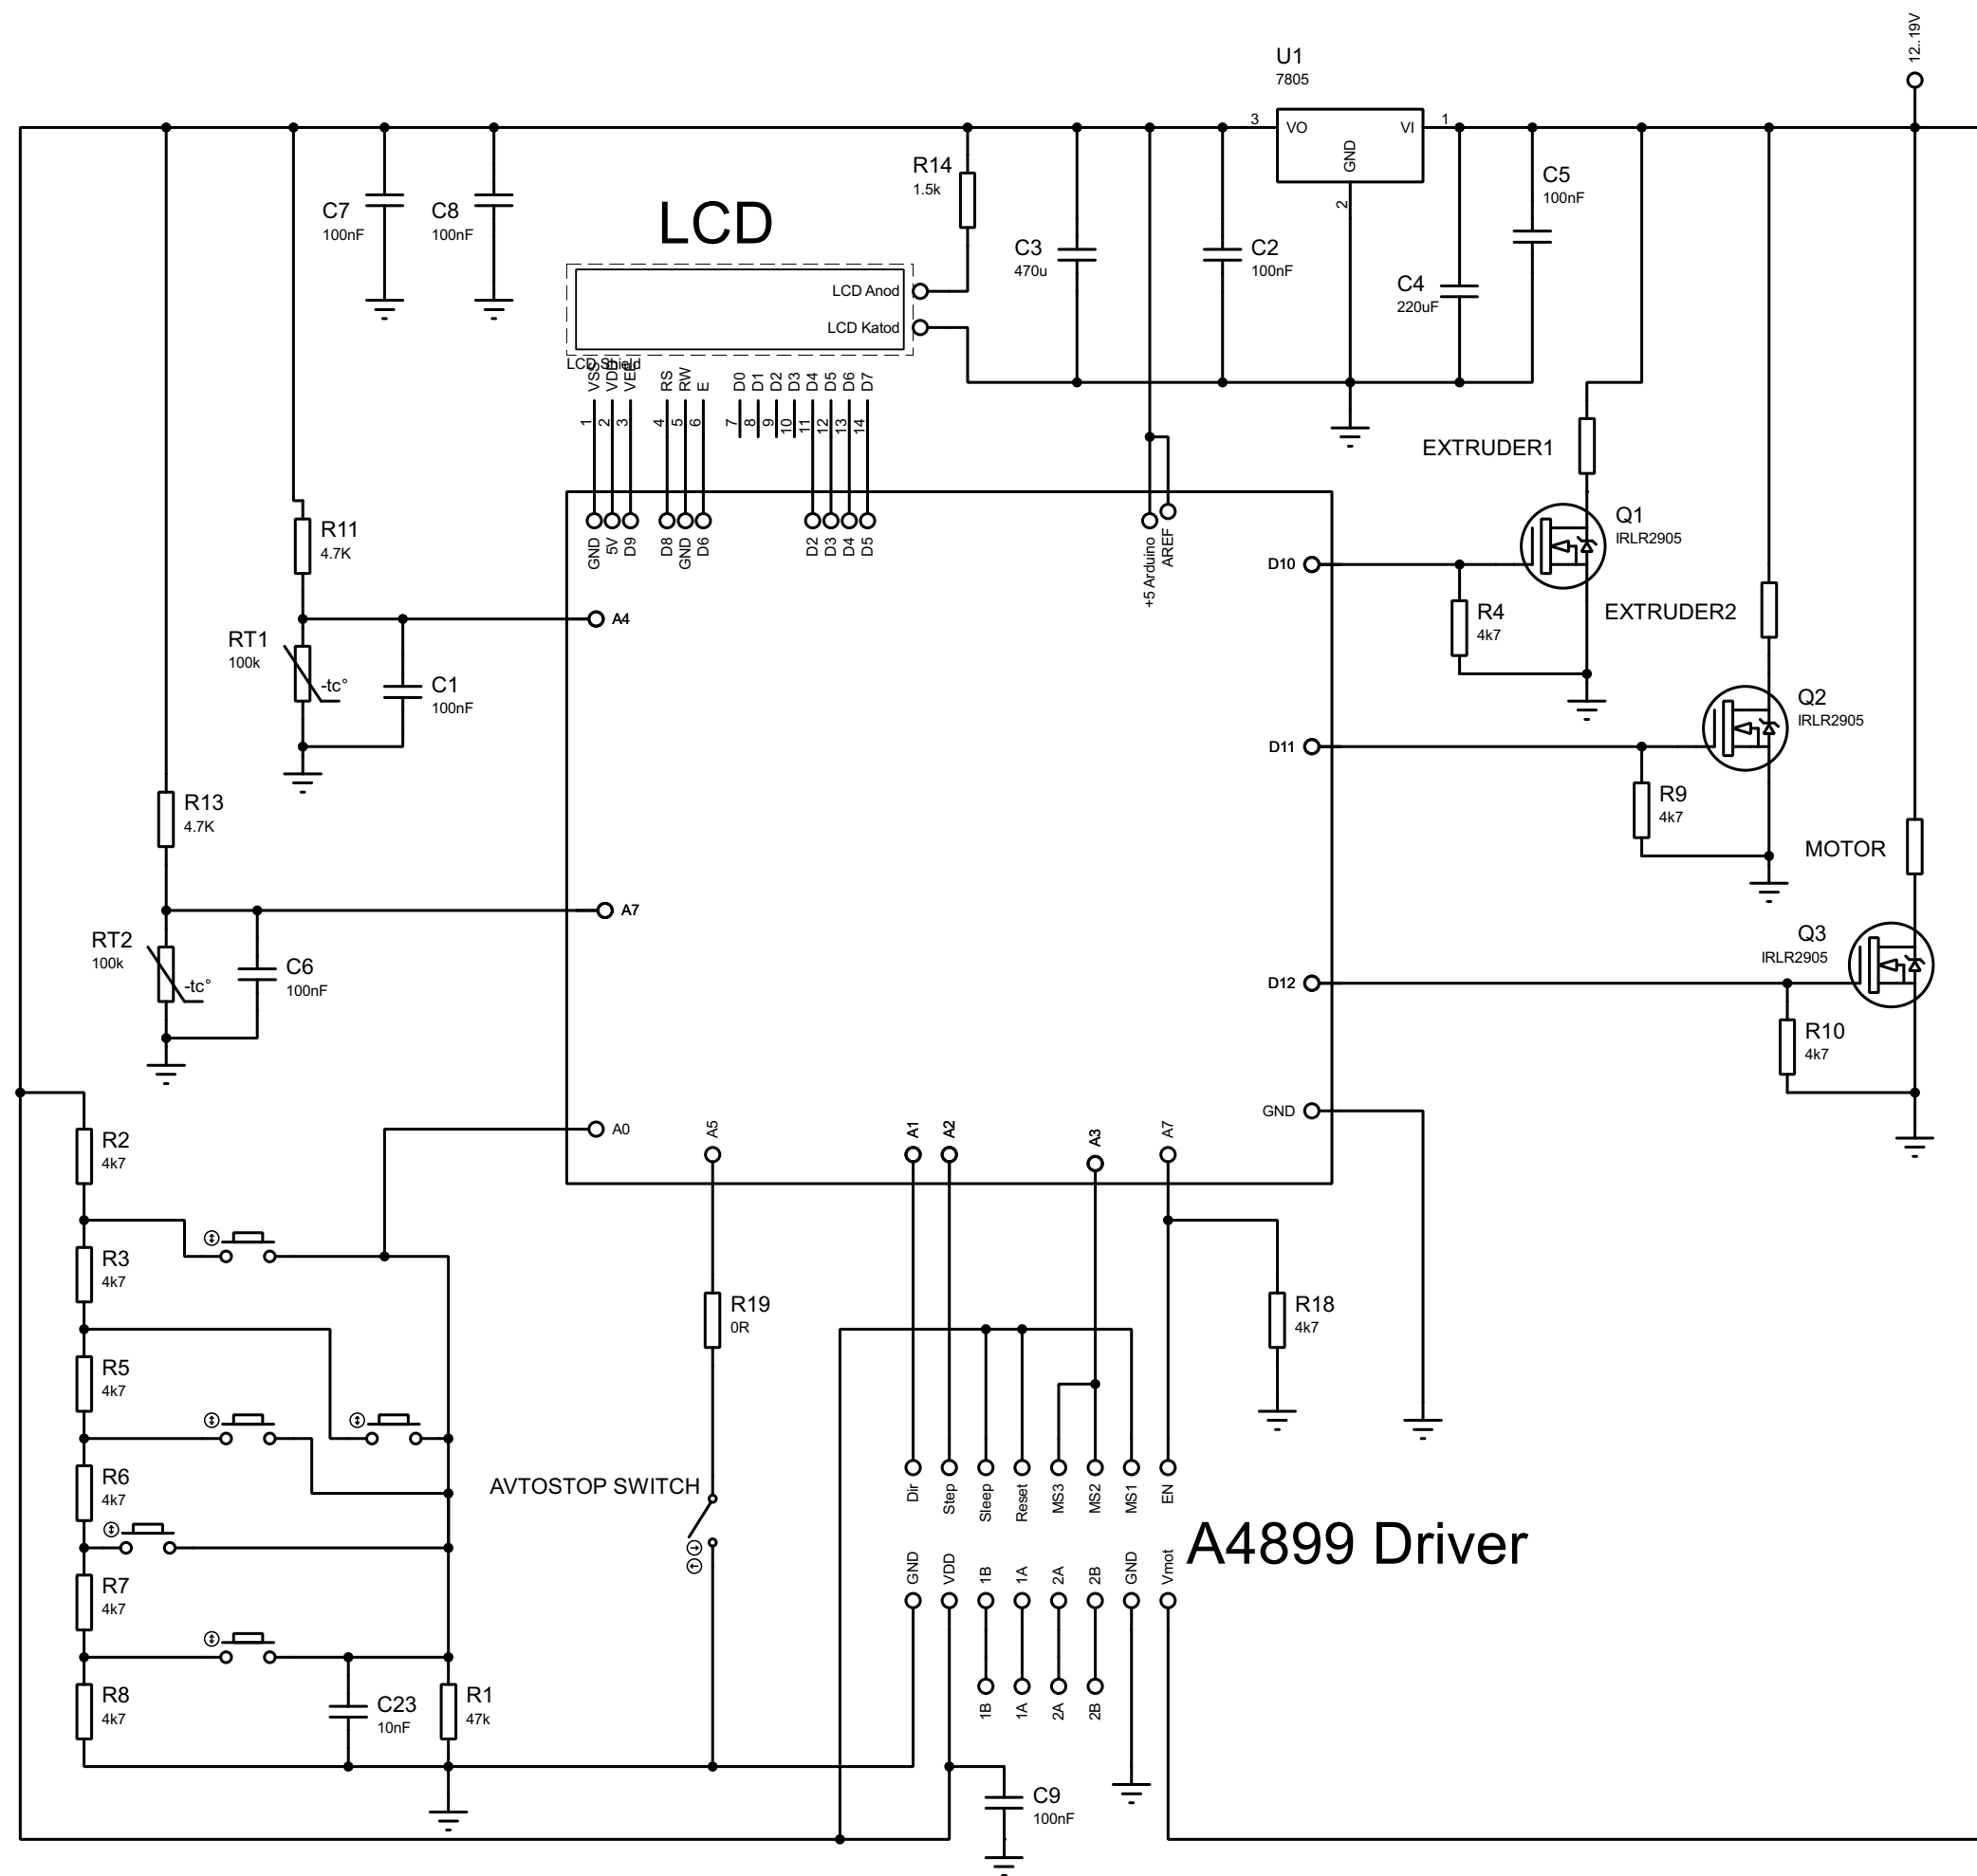 12..19V
U1
7805
3
VO
VI
1
GND
2
R14
1.5k
C5
100nF
C7
100nF
C8
100nF
LCD
C3
470u
C2
100nF
C4
220uF
LCD Anod
LCD Katod
LCD Shield
VSS
VDD
VEE
RS
RW
E
D0
D1
D2
D3
D4
D5
D6
D7
1
2
3
4
5
6
7
8
9
10
11
12
13
14
EXTRUDER1
R11
4.7K
GND
5V
D9
D8
GND
D6
D2
D3
D4
D5
+5 Arduino
AREF
Q1
IRLR2905
D10
R4
4k7
EXTRUDER2
A4
RT1
100k
-tc°
C1
100nF
Q2
IRLR2905
D11
R9
4k7
R13
4.7K
MOTOR
A7
RT2
100k
-tc°
C6
100nF
Q3
IRLR2905
D12
R10
4k7
GND
A0
A5
A1
A2
A3
A7
R2
4k7
R3
4k7
R19
0R
R18
4k7
R5
4k7
R6
4k7
AVTOSTOP SWITCH
Dir
Step
Sleep
Reset
MS3
MS2
MS1
EN
A4899 Driver
GND
VDD
1B
1A
2A
2B
GND
Vmot
R7
4k7
R8
4k7
C23
10nF
R1
47k
1B
1A
2A
2B
C9
100nF